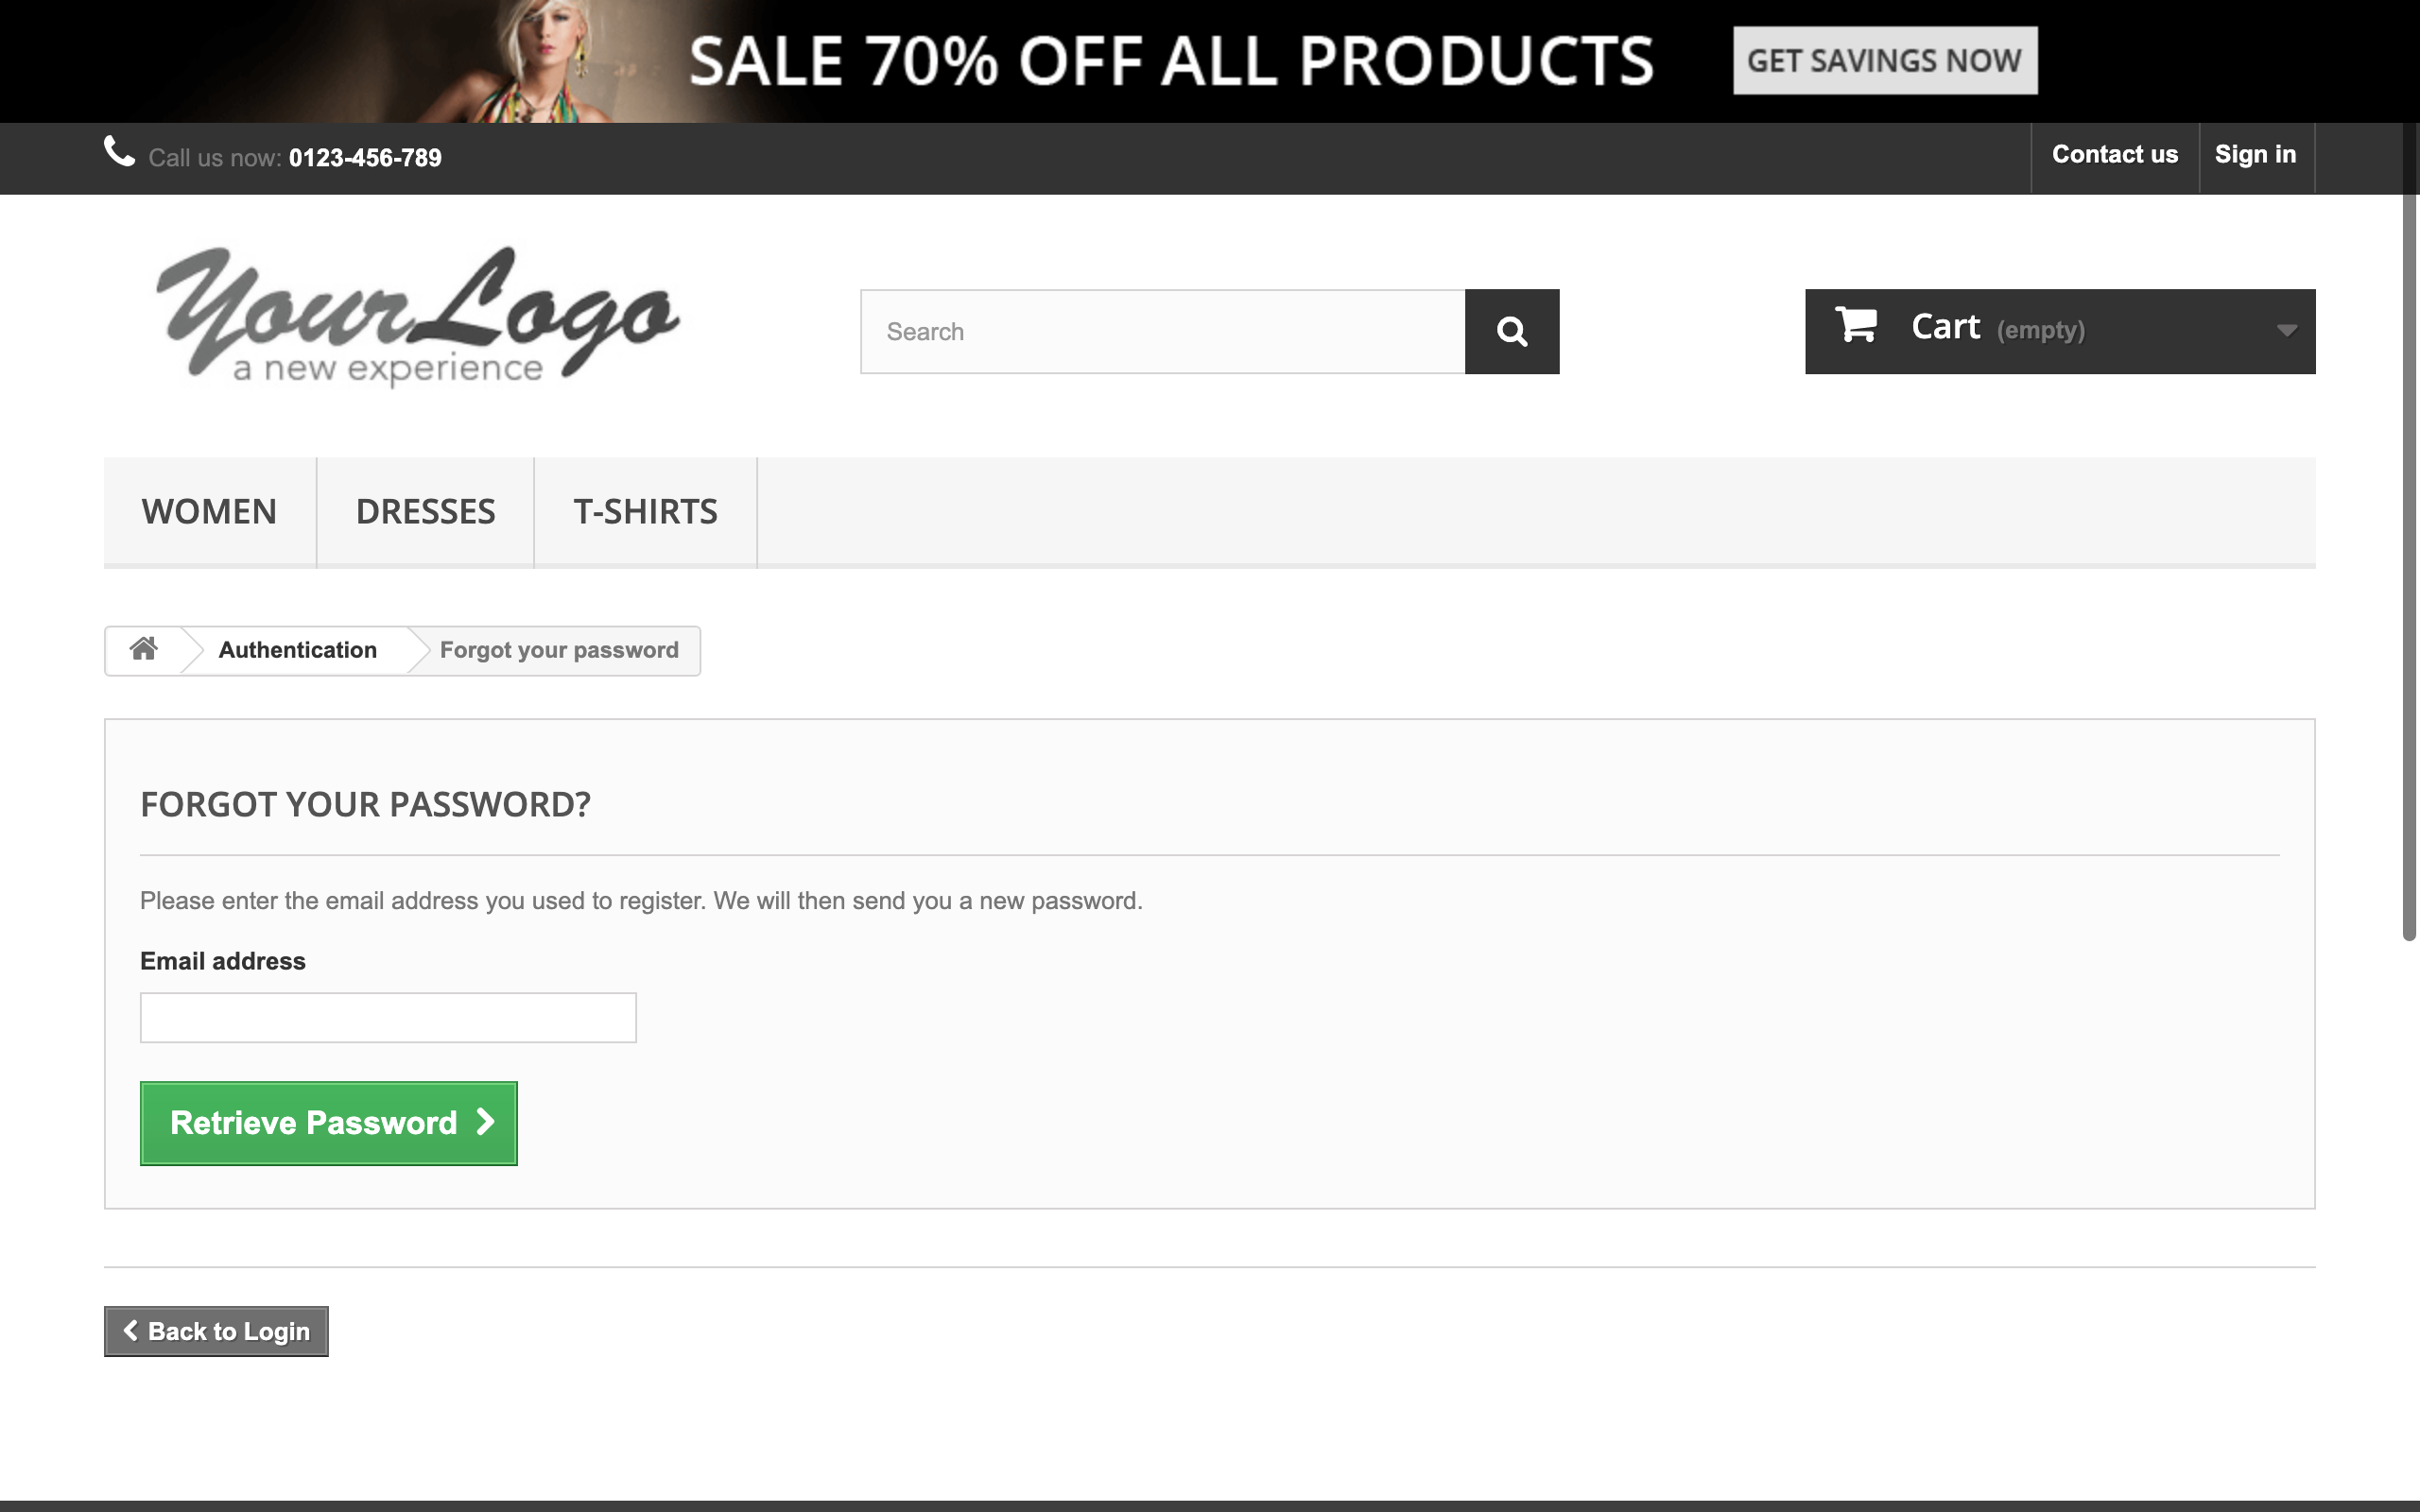 SALE 70% OFF ALL PRODUCTS GET SAVINGS NOW
Call us now: 0123-456-789 Contact us Sign in
YourLogo
a new experience
Search
Cart (empty)
WOMEN DRESSES T-SHIRTS
Authentication Forgot your password
FORGOT YOUR PASSWORD?
Please enter the email address you used to register. We will then send you a new password.
Email address
Retrieve Password
Back to Login